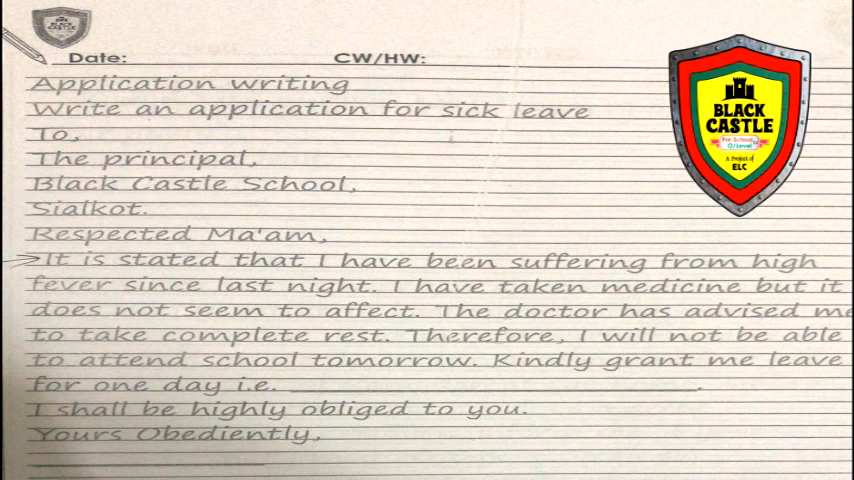 BLACK
CASTLE
Date: CW/HW:
Application writing
Write an application for sick leave
To,
The principal,
Black Castle School,
Sialkot.
Respected Ma'am,
It is stated that I have been suffering from high
fever since last night. I have taken medicine but it
does not seem to affect. The doctor has advised me
to take complete rest. Therefore, I will not be able
to attend school tomorrow. Kindly grant me leave
for one day i.e. ______________________.
I shall be highly obliged to you.
Yours Obediently,
BLACK
CASTLE
Pre-School
O/Level
A Project of
ELC